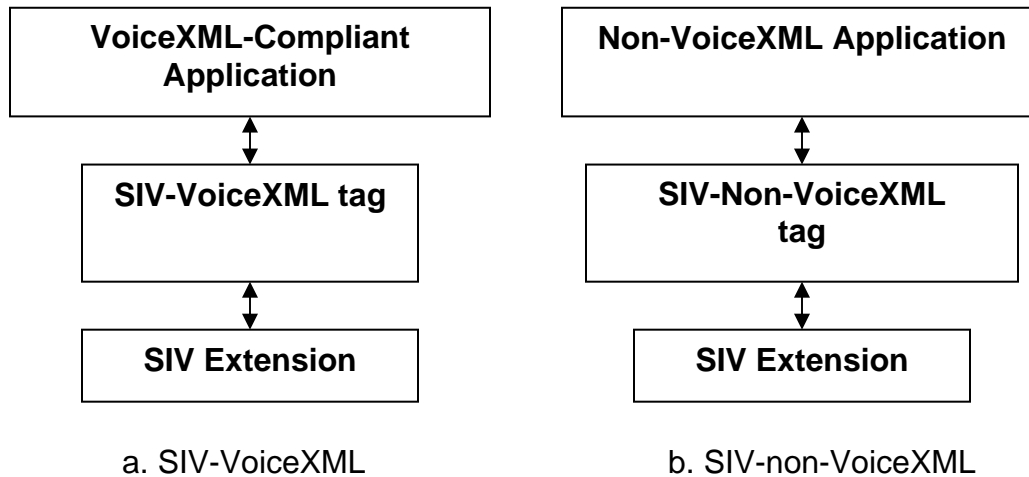 VoiceXML-Compliant
Application
SIV-VoiceXML tag
SIV Extension
a. SIV-VoiceXML
Non-VoiceXML Application
SIV-Non-VoiceXML
tag
SIV Extension
b. SIV-non-VoiceXML